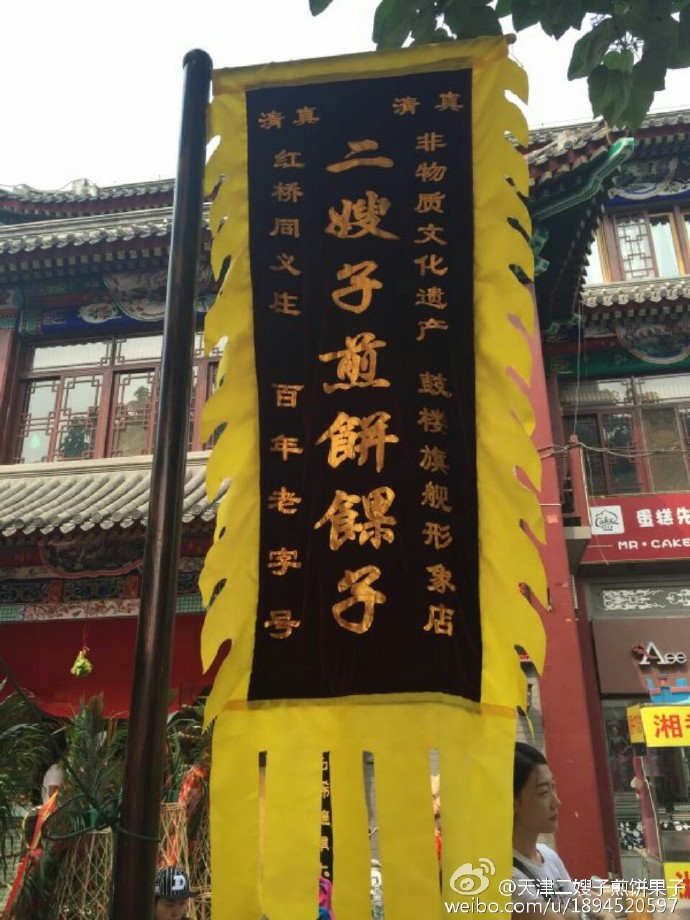 清真
非物质文化遗产 鼓楼旗舰形象店
二嫂子煎餅餜子
清真
红桥同义庄 百年老字号
蛋糕先
MR·CAKE
Cake
湘
@天津二嫂子煎饼果子
weibo.com/u/1894520597